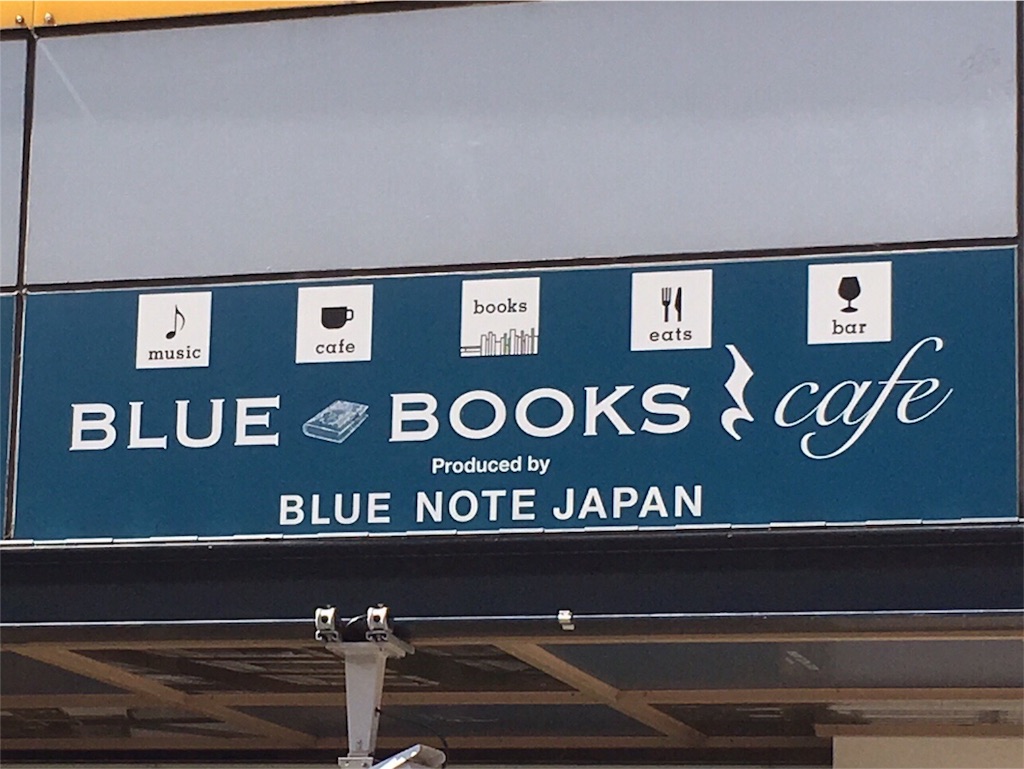 music
cafe
books
eats
bar
BLUE BOOKS cafe
Produced by
BLUE NOTE JAPAN